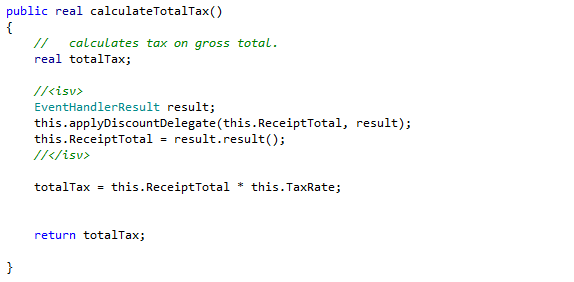 public real calculateTotalTax()
{
//   calculates tax on gross total.
real totalTax;
//<isv>
EventHandlerResult result;
this.applyDiscountDelegate(this.ReceiptTotal, result);
this.ReceiptTotal = result.result();
//</isv>
totalTax = this.ReceiptTotal * this.TaxRate;
return totalTax;
}